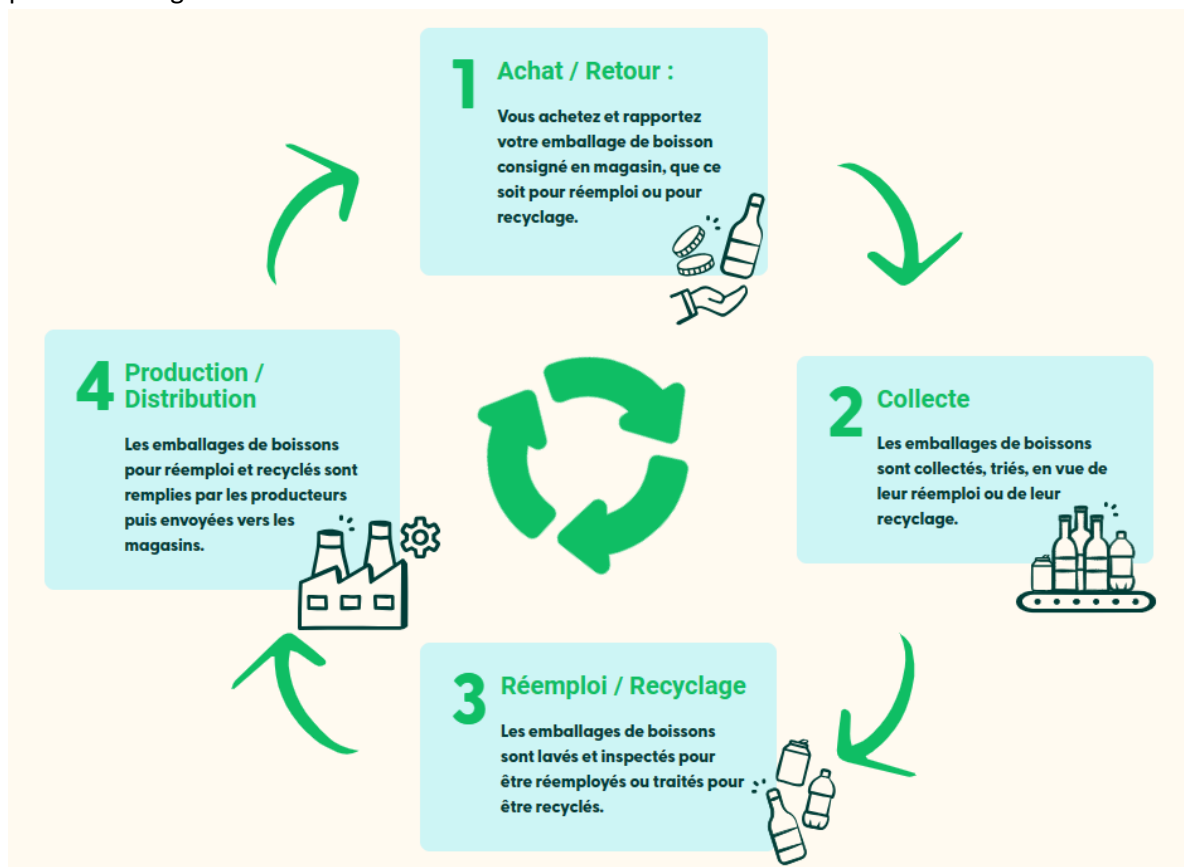 1
Achat / Retour :
Vous achetez et rapportez
votre emballage de boisson
consigné en magasin, que ce
soit pour réemploi ou pour
recyclage.
2
Collecte
Les emballages de boissons
sont collectés, triés, en vue de
leur réemploi ou de leur
recyclage.
3
Réemploi / Recyclage
Les emballages de boissons
sont lavés et inspectés pour
être réemployés ou traités pour
être recyclés.
4
Production /
Distribution
Les emballages de boissons
pour réemploi et recyclés sont
remplies par les producteurs
puis envoyées vers les
magasins.